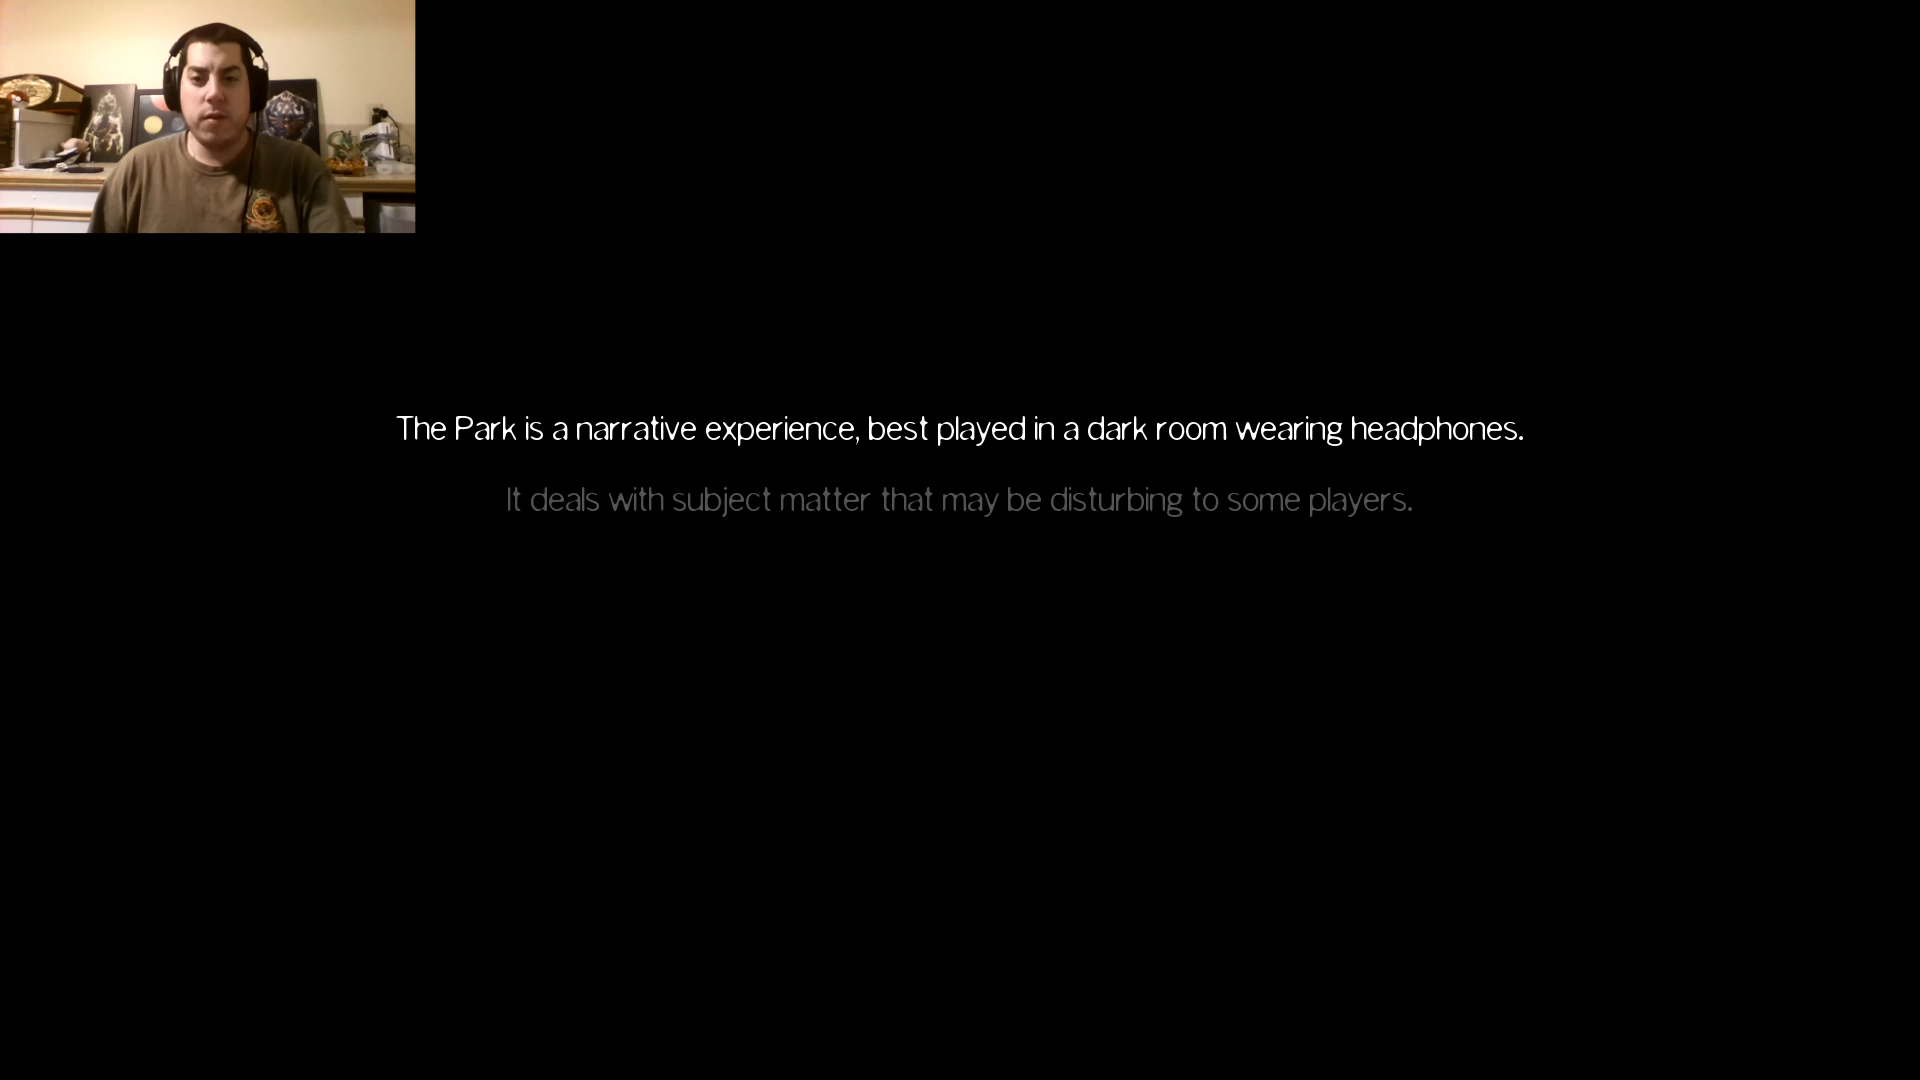 The Park is a narrative experience, best played in a dark room wearing headphones.
It deals with subject matter that may be disturbing to some players.